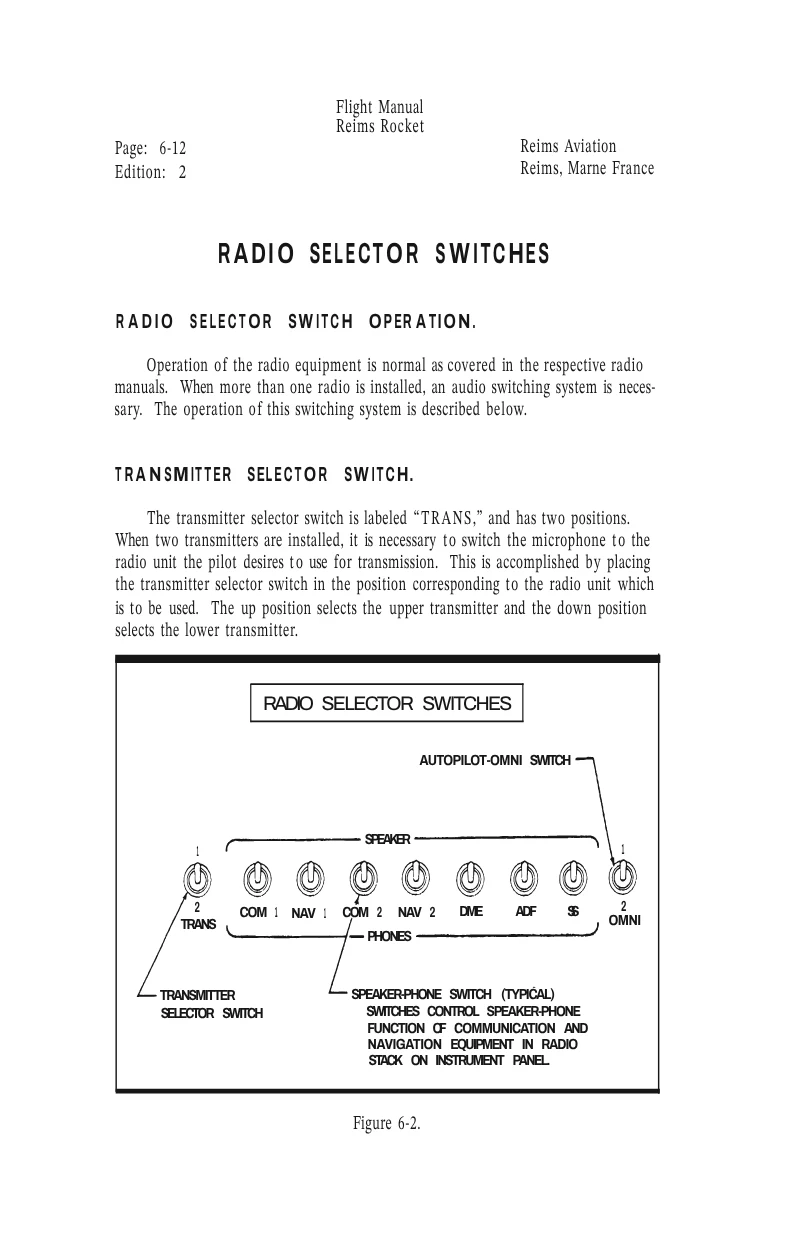 Flight Manual
Reims Rocket
Page: 6-12
Edition: 2
Reims Aviation
Reims, Marne France
RADIO SELECTOR SWITCHES
RADIO SELECTOR SWITCH OPERATION.
Operation of the radio equipment is normal as covered in the respective radio
manuals. When more than one radio is installed, an audio switching system is neces-
sary. The operation of this switching system is described below.
TRANSMITTER SELECTOR SWITCH.
The transmitter selector switch is labeled “TRANS,” and has two positions.
When two transmitters are installed, it is necessary to switch the microphone to the
radio unit the pilot desires to use for transmission. This is accomplished by placing
the transmitter selector switch in the position corresponding to the radio unit which
is to be used. The up position selects the upper transmitter and the down position
selects the lower transmitter.
RADIO SELECTOR SWITCHES
AUTOPILOT-OMNI SWITCH
SPEAKER
1
1
2
TRANS
COM 1
NAV 1
COM 2
NAV 2
DME
ADF
SS
2
OMNI
PHONES
TRANSMITTER
SELECTOR SWITCH
SPEAKER-PHONE SWITCH (TYPICAL)
SWITCHES CONTROL SPEAKER-PHONE
FUNCTION OF COMMUNICATION AND
NAVIGATION EQUIPMENT IN RADIO
STACK ON INSTRUMENT PANEL.
Figure 6-2.